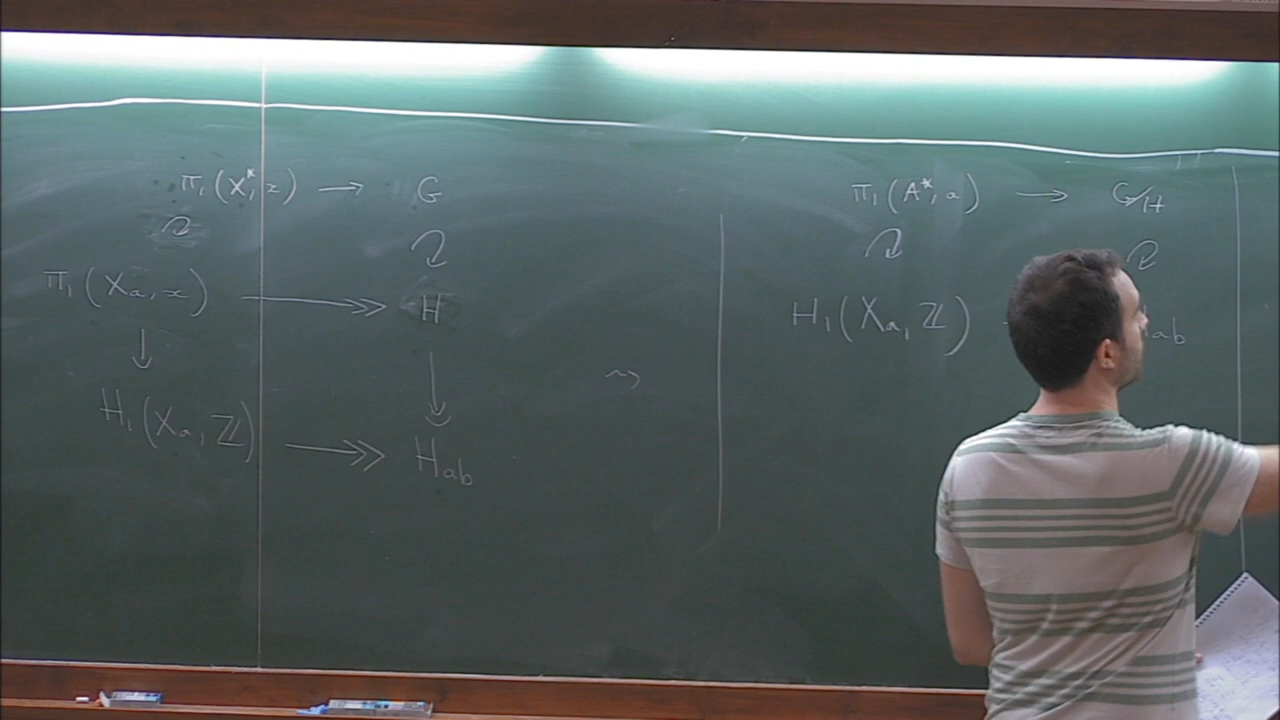 π₁(X*, x) → G
↷ ↷
π₁(Xₐ, x) ↠ H
↓ ↓
H₁(Xₐ, ℤ) ↠ H_ab
⇝
π₁(A*, a) → G/H
↷ ↷
H₁(Xₐ, ℤ) ab